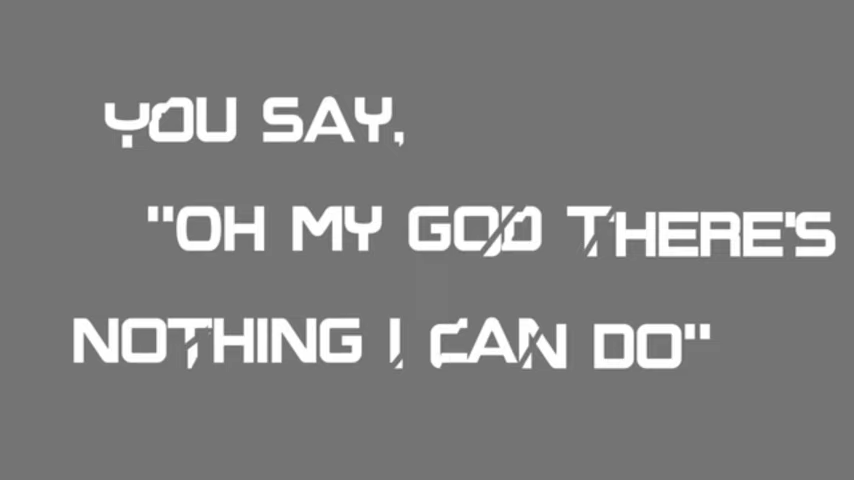 YOU SAY,
"OH MY GOD THERE'S
NOTHING I CAN DO"